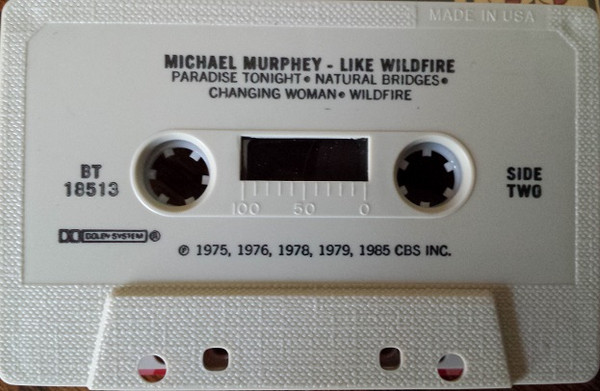 MADE IN USA
MICHAEL MURPHEY - LIKE WILDFIRE
PARADISE TONIGHT • NATURAL BRIDGES •
CHANGING WOMAN • WILDFIRE
BT
18513
SIDE
TWO
100 50 0
DOLBY SYSTEM ®
℗ 1975, 1976, 1978, 1979, 1985 CBS INC.